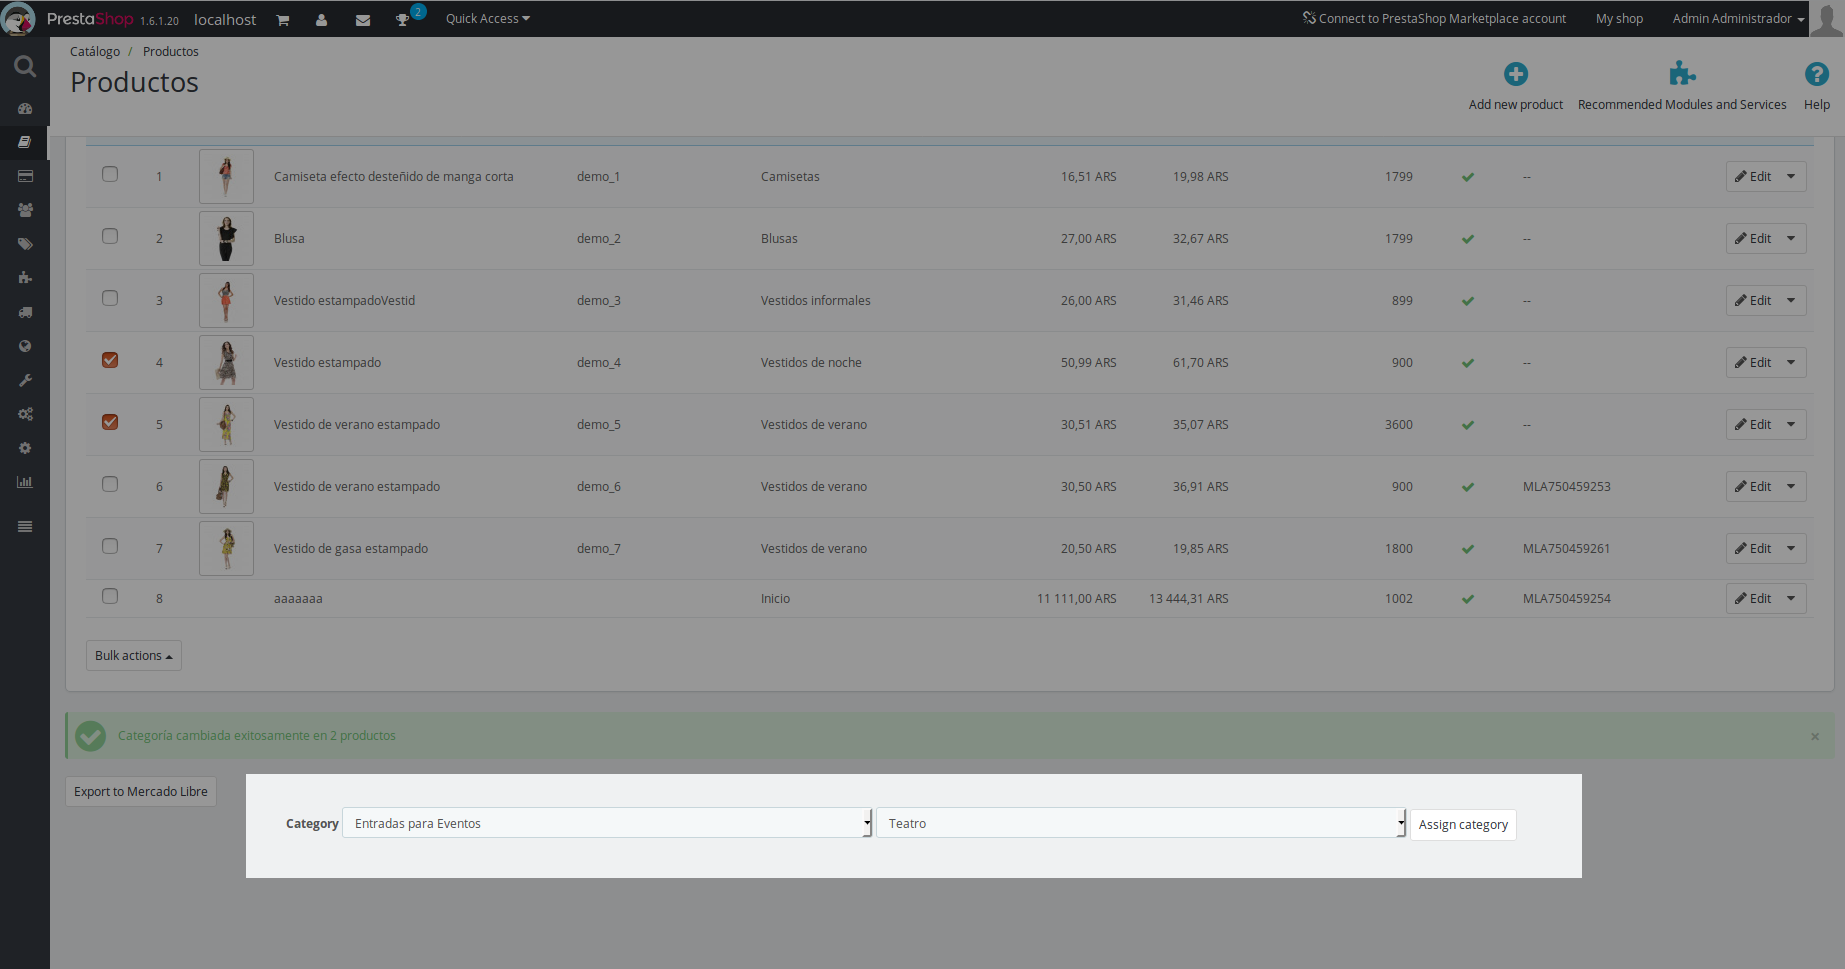 PrestaShop 1.6.1.20 localhost 2 Quick Access Connect to PrestaShop Marketplace account My shop Admin Administrador
Catálogo / Productos
Productos
Add new product Recommended Modules and Services Help
1 Camiseta efecto desteñido de manga corta demo_1 Camisetas 16,51 ARS 19,98 ARS 1799 -- Edit
2 Blusa demo_2 Blusas 27,00 ARS 32,67 ARS 1799 -- Edit
3 Vestido estampadoVestid demo_3 Vestidos informales 26,00 ARS 31,46 ARS 899 -- Edit
4 Vestido estampado demo_4 Vestidos de noche 50,99 ARS 61,70 ARS 900 -- Edit
5 Vestido de verano estampado demo_5 Vestidos de verano 30,51 ARS 35,07 ARS 3600 -- Edit
6 Vestido de verano estampado demo_6 Vestidos de verano 30,50 ARS 36,91 ARS 900 MLA750459253 Edit
7 Vestido de gasa estampado demo_7 Vestidos de verano 20,50 ARS 19,85 ARS 1800 MLA750459261 Edit
8 aaaaaaa Inicio 11 111,00 ARS 13 444,31 ARS 1002 MLA750459254 Edit
Bulk actions
Categoría cambiada exitosamente en 2 productos ×
Export to Mercado Libre
Category Entradas para Eventos Teatro Assign category